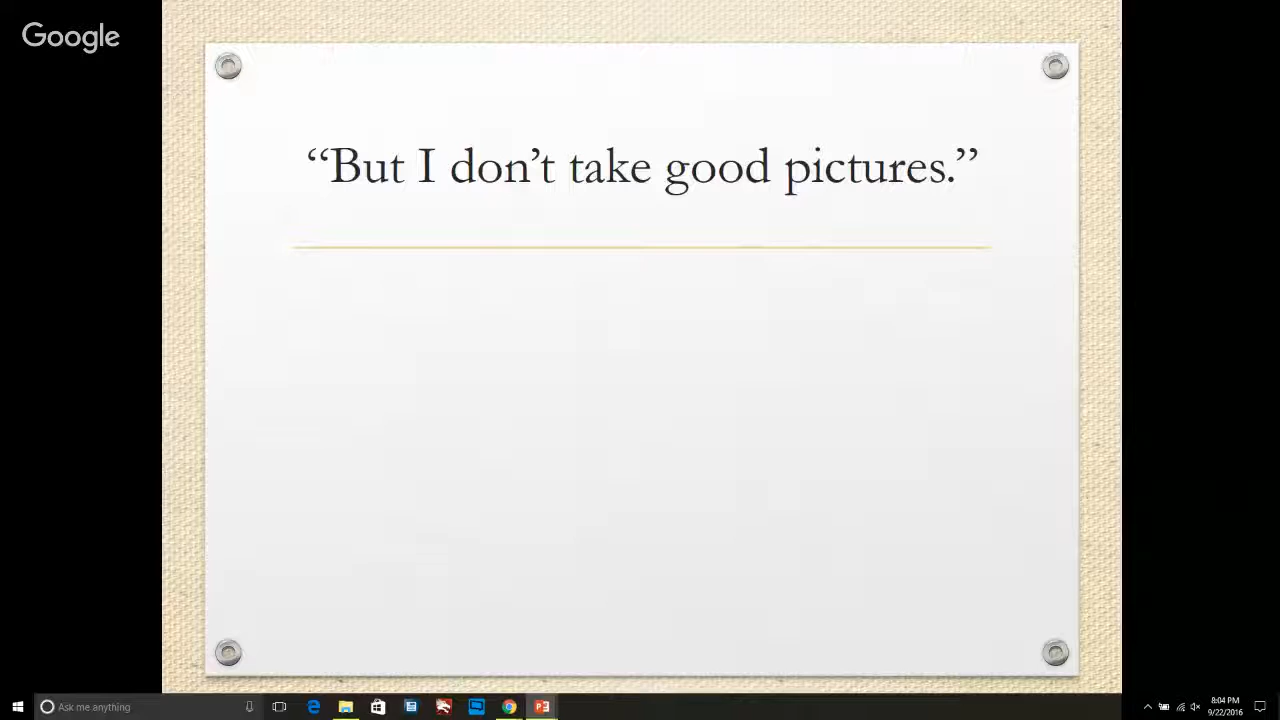 Google
“But I don’t take good pictures.”
Ask me anything
8:04 PM
9/22/2016